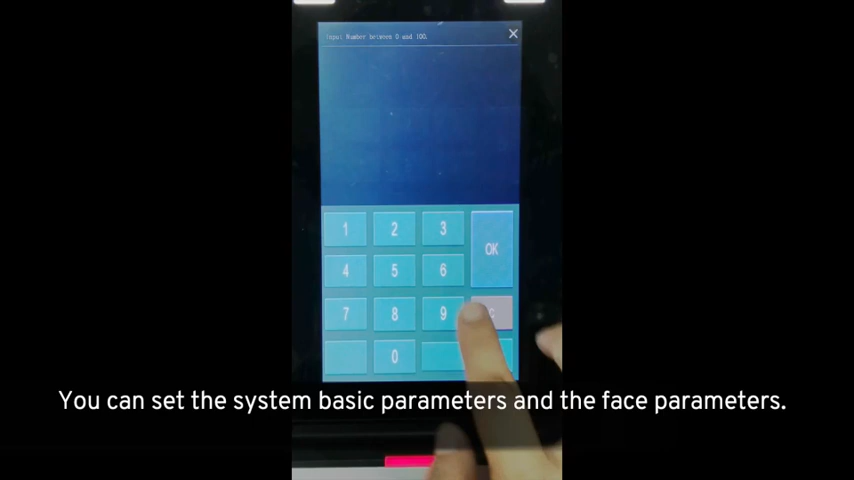 Input Number between 0 and 100.
×
1 2 3 OK
4 5 6
7 8 9 C
0
You can set the system basic parameters and the face parameters.